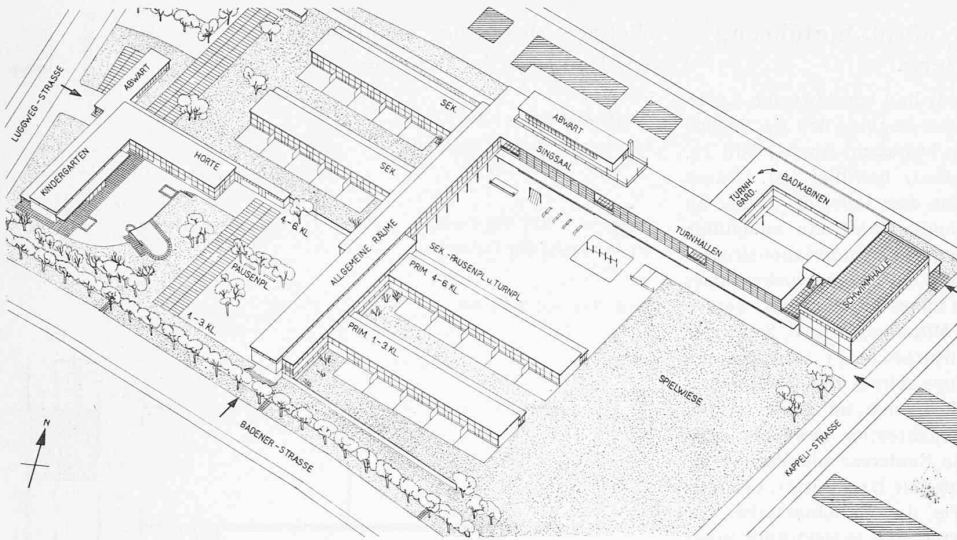 LUGGWEG-STRASSE
ABWART
KINDERGARTEN
HORTE
SEK.
SEK.
ABWART
SINGSAAL
TURNH-
GARD.
BADKABINEN
TURNHALLEN
SCHWIMMHALLE
4-6 KL.
PAUSENPL.
1-3 KL.
ALLGEMEINE RÄUME
SEK.-PAUSENPL. u. TURNPL.
PRIM. 4-6 KL.
PRIM. 1-3 KL.
SPIELWIESE
BADENER-STRASSE
KAPPELI-STRASSE
N